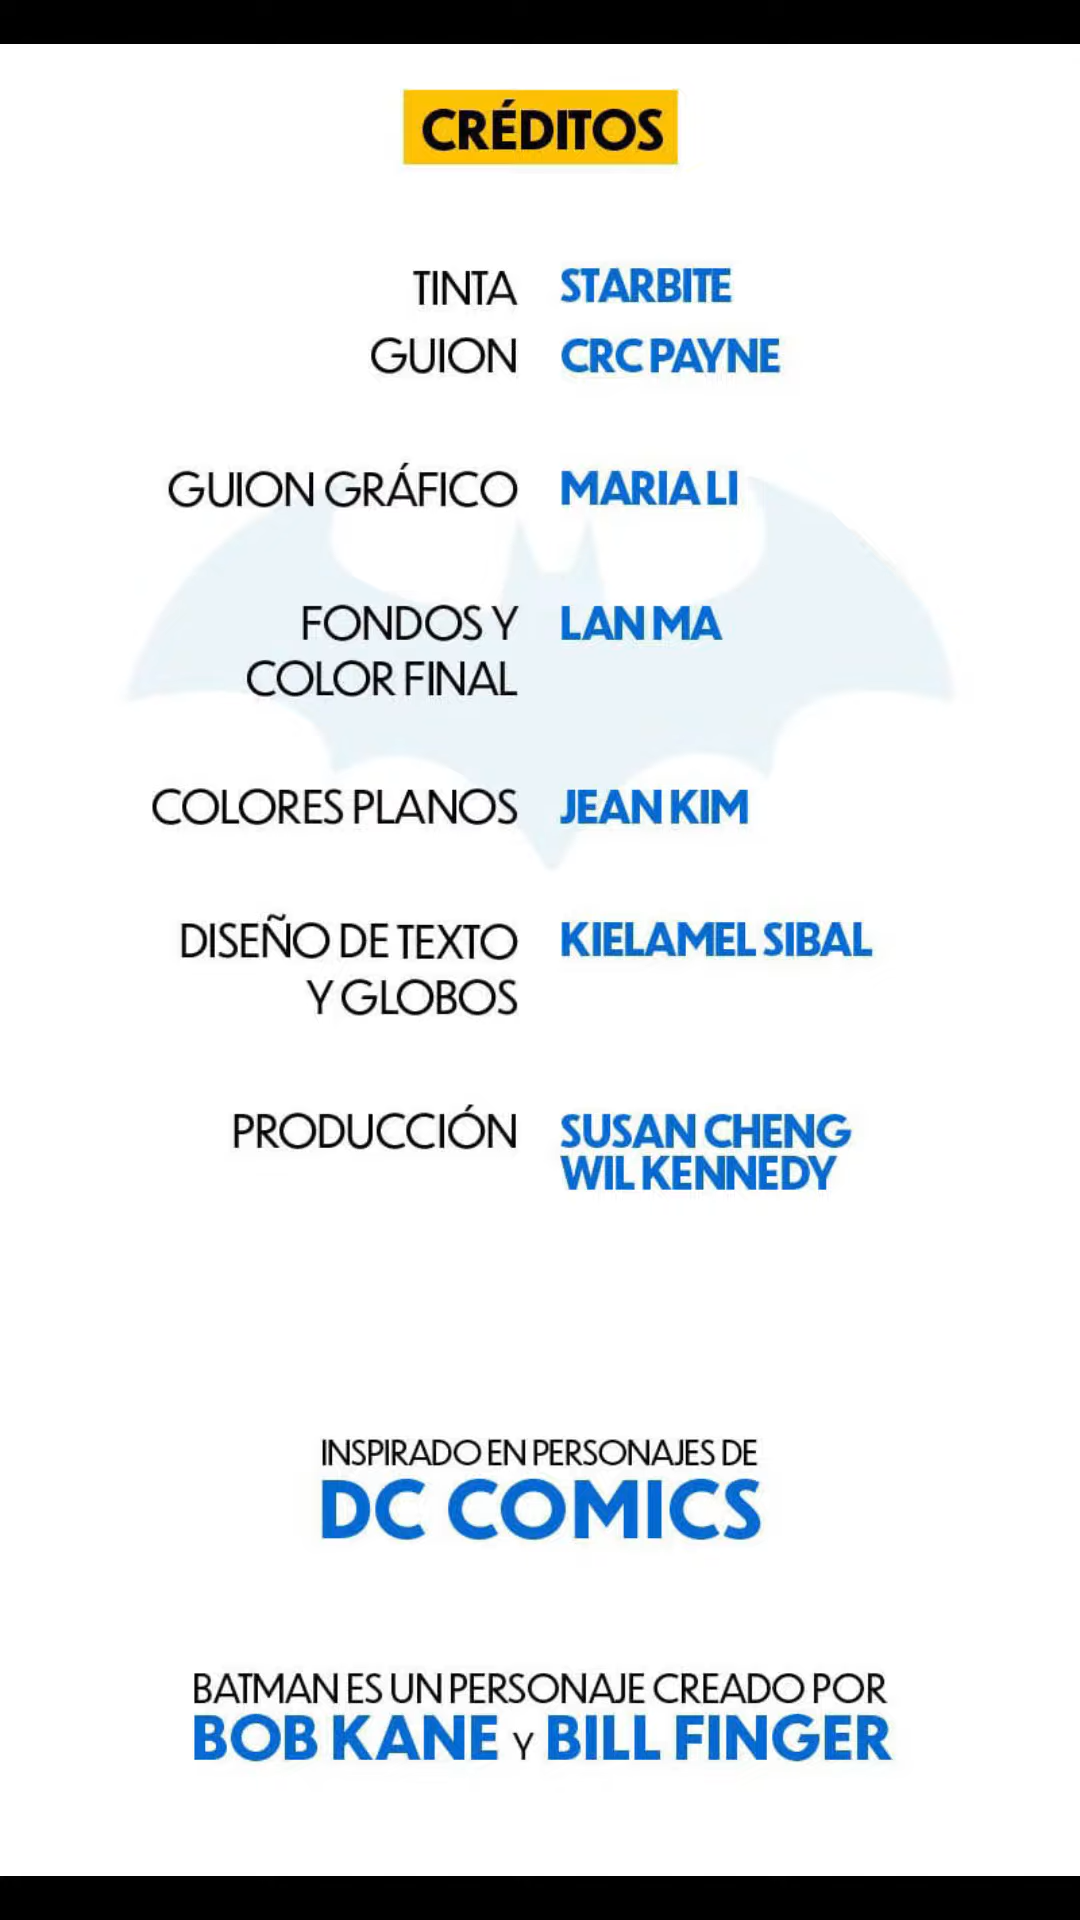 CRÉDITOS
TINTA STARBITE
GUION CRC PAYNE
GUION GRÁFICO MARIA LI
FONDOS Y LAN MA
COLOR FINAL
COLORES PLANOS JEAN KIM
DISEÑO DE TEXTO KIELAMEL SIBAL
Y GLOBOS
PRODUCCIÓN SUSAN CHENG
WIL KENNEDY
INSPIRADO EN PERSONAJES DE
DC COMICS
BATMAN ES UN PERSONAJE CREADO POR
BOB KANE Y BILL FINGER